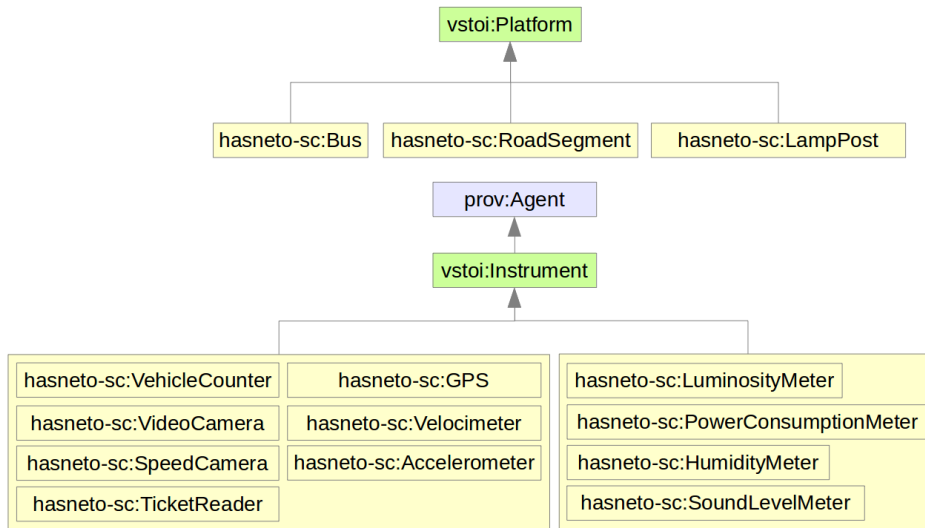 vstoi:Platform
hasneto-sc:Bus
hasneto-sc:RoadSegment
hasneto-sc:LampPost
prov:Agent
vstoi:Instrument
hasneto-sc:VehicleCounter
hasneto-sc:GPS
hasneto-sc:VideoCamera
hasneto-sc:Velocimeter
hasneto-sc:SpeedCamera
hasneto-sc:Accelerometer
hasneto-sc:TicketReader
hasneto-sc:LuminosityMeter
hasneto-sc:PowerConsumptionMeter
hasneto-sc:HumidityMeter
hasneto-sc:SoundLevelMeter